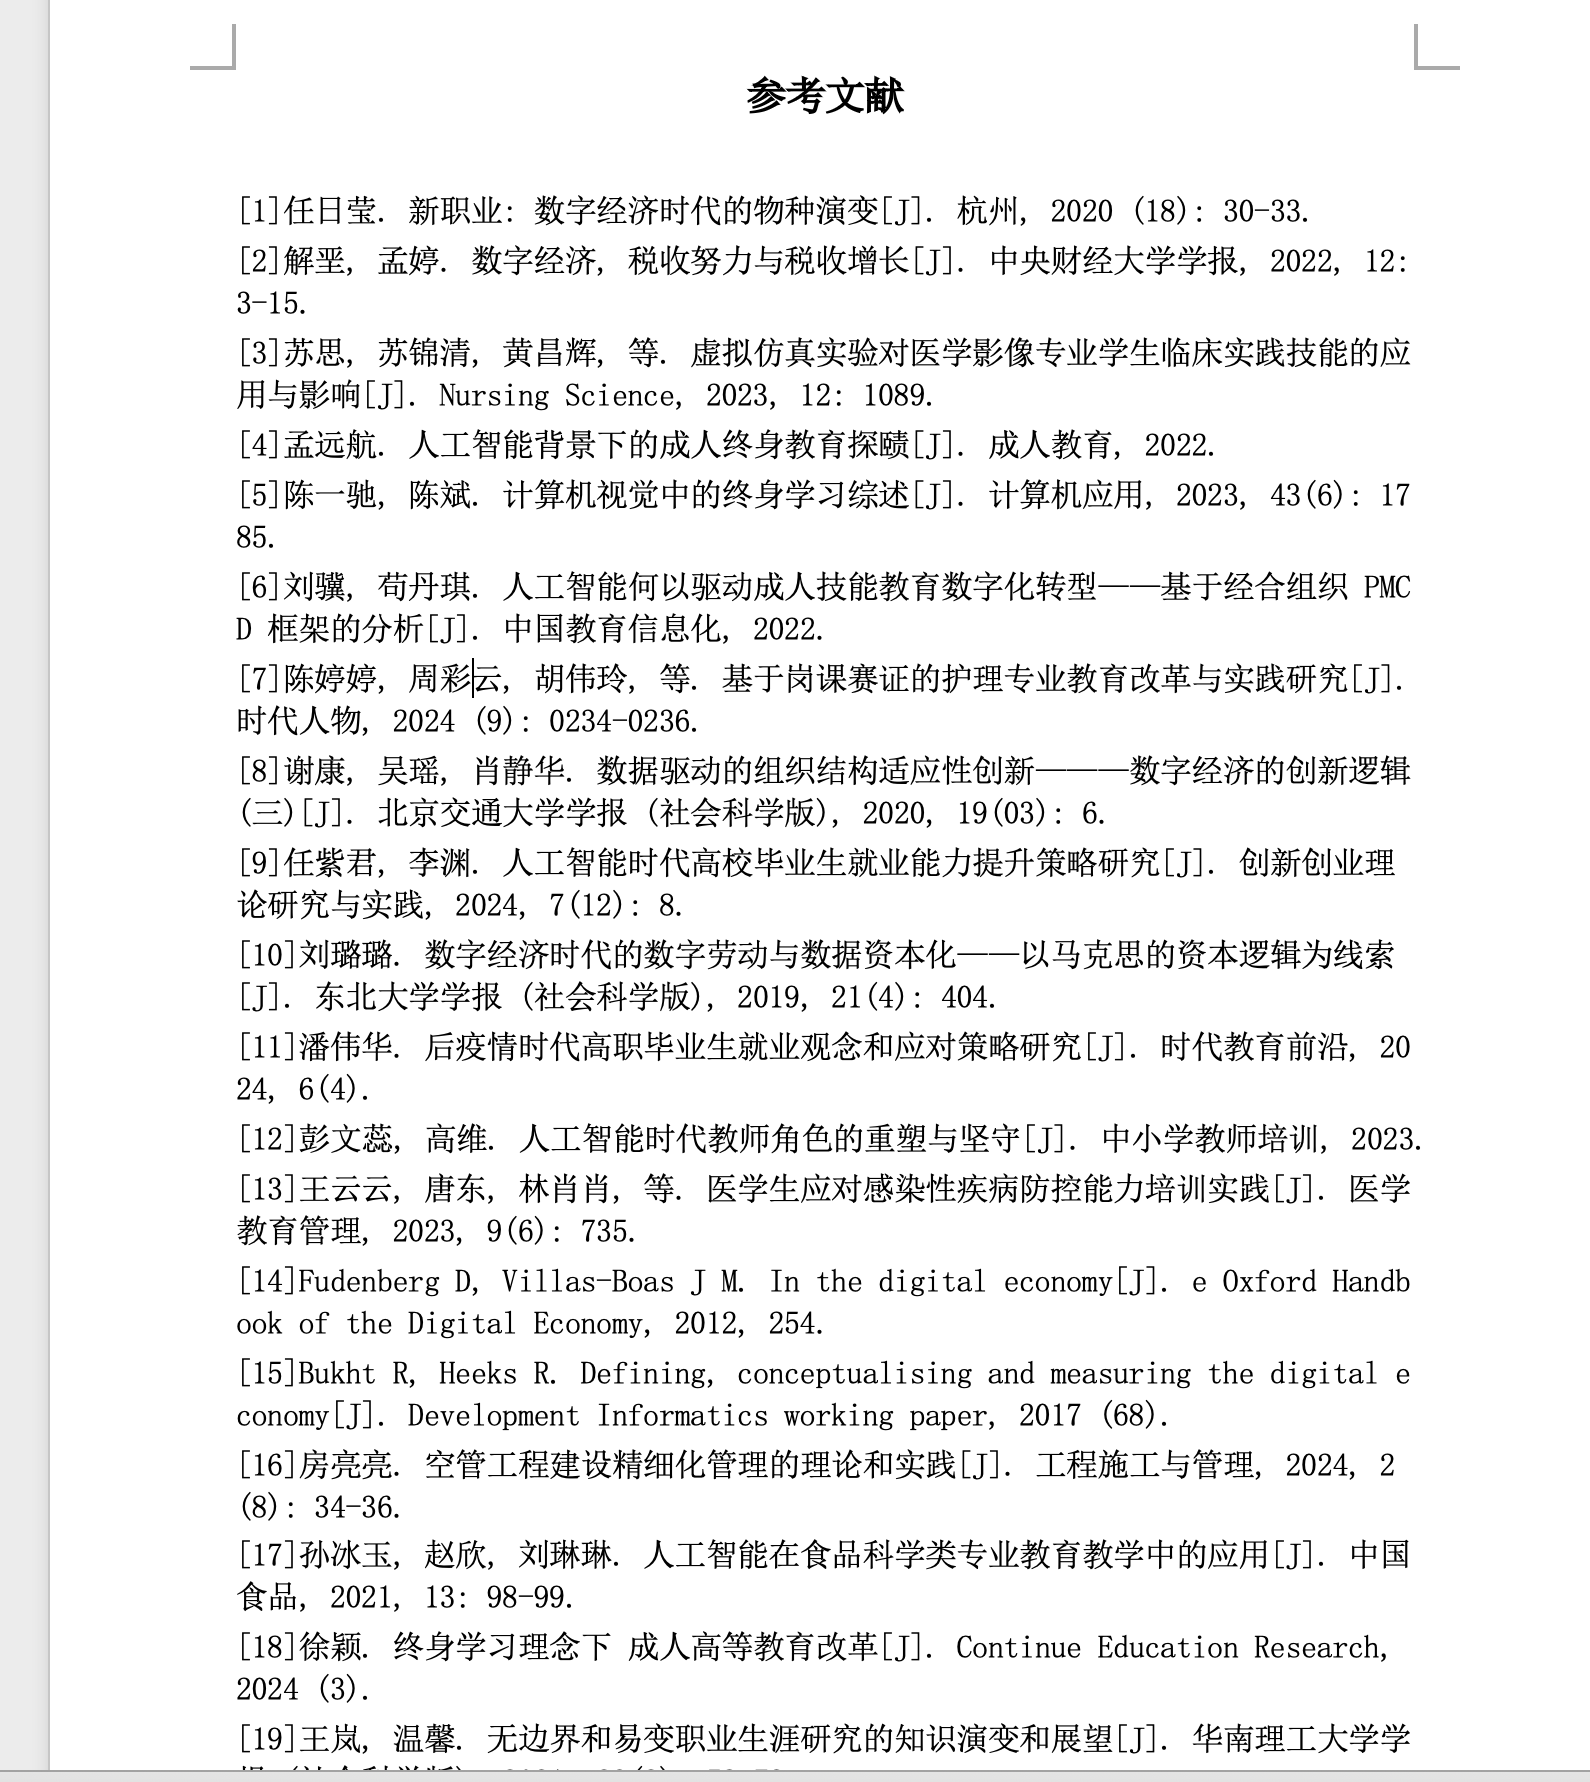 参考文献
[1]任日莹. 新职业: 数字经济时代的物种演变[J]. 杭州, 2020 (18): 30-33.
[2]解垩, 孟婷. 数字经济, 税收努力与税收增长[J]. 中央财经大学学报, 2022, 12:
3-15.
[3]苏思, 苏锦清, 黄昌辉, 等. 虚拟仿真实验对医学影像专业学生临床实践技能的应
用与影响[J]. Nursing Science, 2023, 12: 1089.
[4]孟远航. 人工智能背景下的成人终身教育探赜[J]. 成人教育, 2022.
[5]陈一驰, 陈斌. 计算机视觉中的终身学习综述[J]. 计算机应用, 2023, 43(6): 17
85.
[6]刘骥, 苟丹琪. 人工智能何以驱动成人技能教育数字化转型——基于经合组织 PMC
D 框架的分析[J]. 中国教育信息化, 2022.
[7]陈婷婷, 周彩云, 胡伟玲, 等. 基于岗课赛证的护理专业教育改革与实践研究[J].
时代人物, 2024 (9): 0234-0236.
[8]谢康, 吴瑶, 肖静华. 数据驱动的组织结构适应性创新———数字经济的创新逻辑
(三)[J]. 北京交通大学学报 (社会科学版), 2020, 19(03): 6.
[9]任紫君, 李渊. 人工智能时代高校毕业生就业能力提升策略研究[J]. 创新创业理
论研究与实践, 2024, 7(12): 8.
[10]刘璐璐. 数字经济时代的数字劳动与数据资本化——以马克思的资本逻辑为线索
[J]. 东北大学学报 (社会科学版), 2019, 21(4): 404.
[11]潘伟华. 后疫情时代高职毕业生就业观念和应对策略研究[J]. 时代教育前沿, 20
24, 6(4).
[12]彭文蕊, 高维. 人工智能时代教师角色的重塑与坚守[J]. 中小学教师培训, 2023.
[13]王云云, 唐东, 林肖肖, 等. 医学生应对感染性疾病防控能力培训实践[J]. 医学
教育管理, 2023, 9(6): 735.
[14]Fudenberg D, Villas-Boas J M. In the digital economy[J]. e Oxford Handb
ook of the Digital Economy, 2012, 254.
[15]Bukht R, Heeks R. Defining, conceptualising and measuring the digital e
conomy[J]. Development Informatics working paper, 2017 (68).
[16]房亮亮. 空管工程建设精细化管理的理论和实践[J]. 工程施工与管理, 2024, 2
(8): 34-36.
[17]孙冰玉, 赵欣, 刘琳琳. 人工智能在食品科学类专业教育教学中的应用[J]. 中国
食品, 2021, 13: 98-99.
[18]徐颖. 终身学习理念下 成人高等教育改革[J]. Continue Education Research,
2024 (3).
[19]王岚, 温馨. 无边界和易变职业生涯研究的知识演变和展望[J]. 华南理工大学学